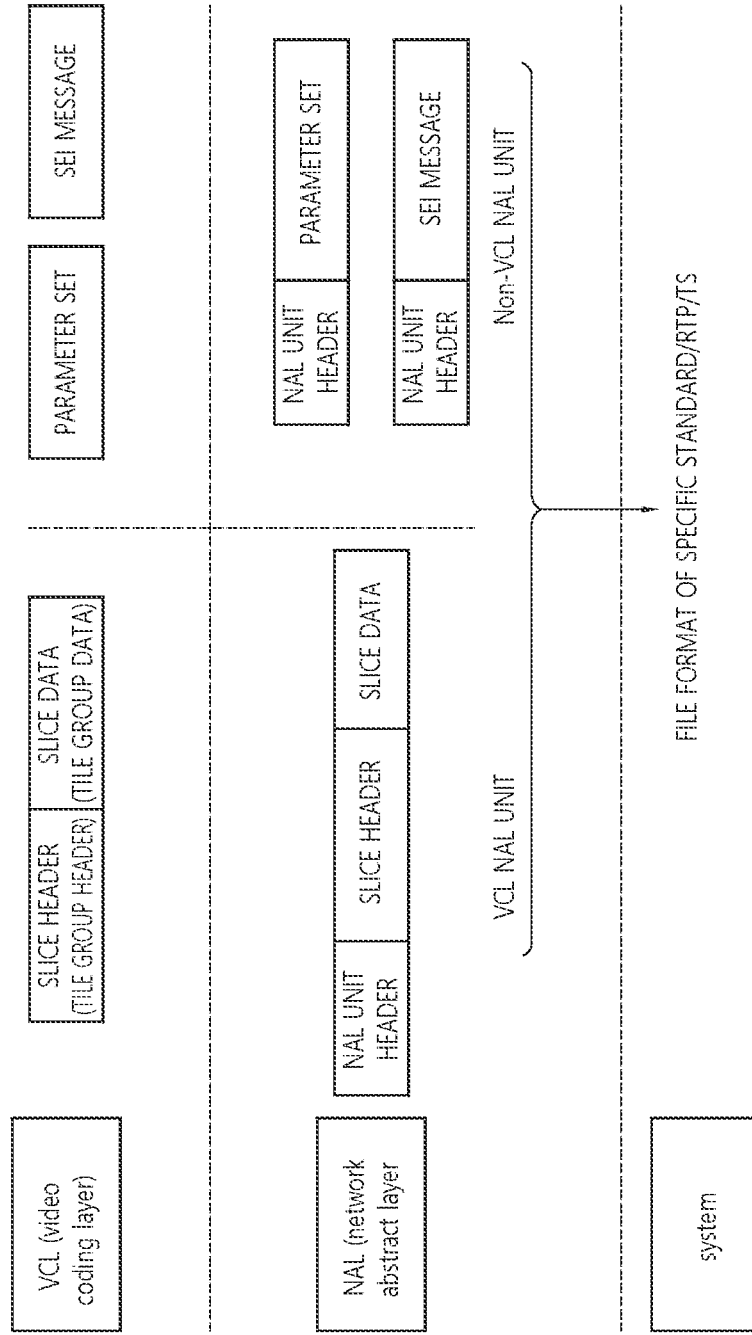 VCL (video
coding layer)
SLICE HEADER
(TILE GROUP HEADER)
SLICE DATA
(TILE GROUP DATA)
PARAMETER SET
SEI MESSAGE
NAL (network
abstract layer
NAL UNIT
HEADER
SLICE HEADER
SLICE DATA
NAL UNIT
HEADER
PARAMETER SET
NAL UNIT
HEADER
SEI MESSAGE
VCL NAL UNIT
Non-VCL NAL UNIT
system
FILE FORMAT OF SPECIFIC STANDARD/RTP/TS